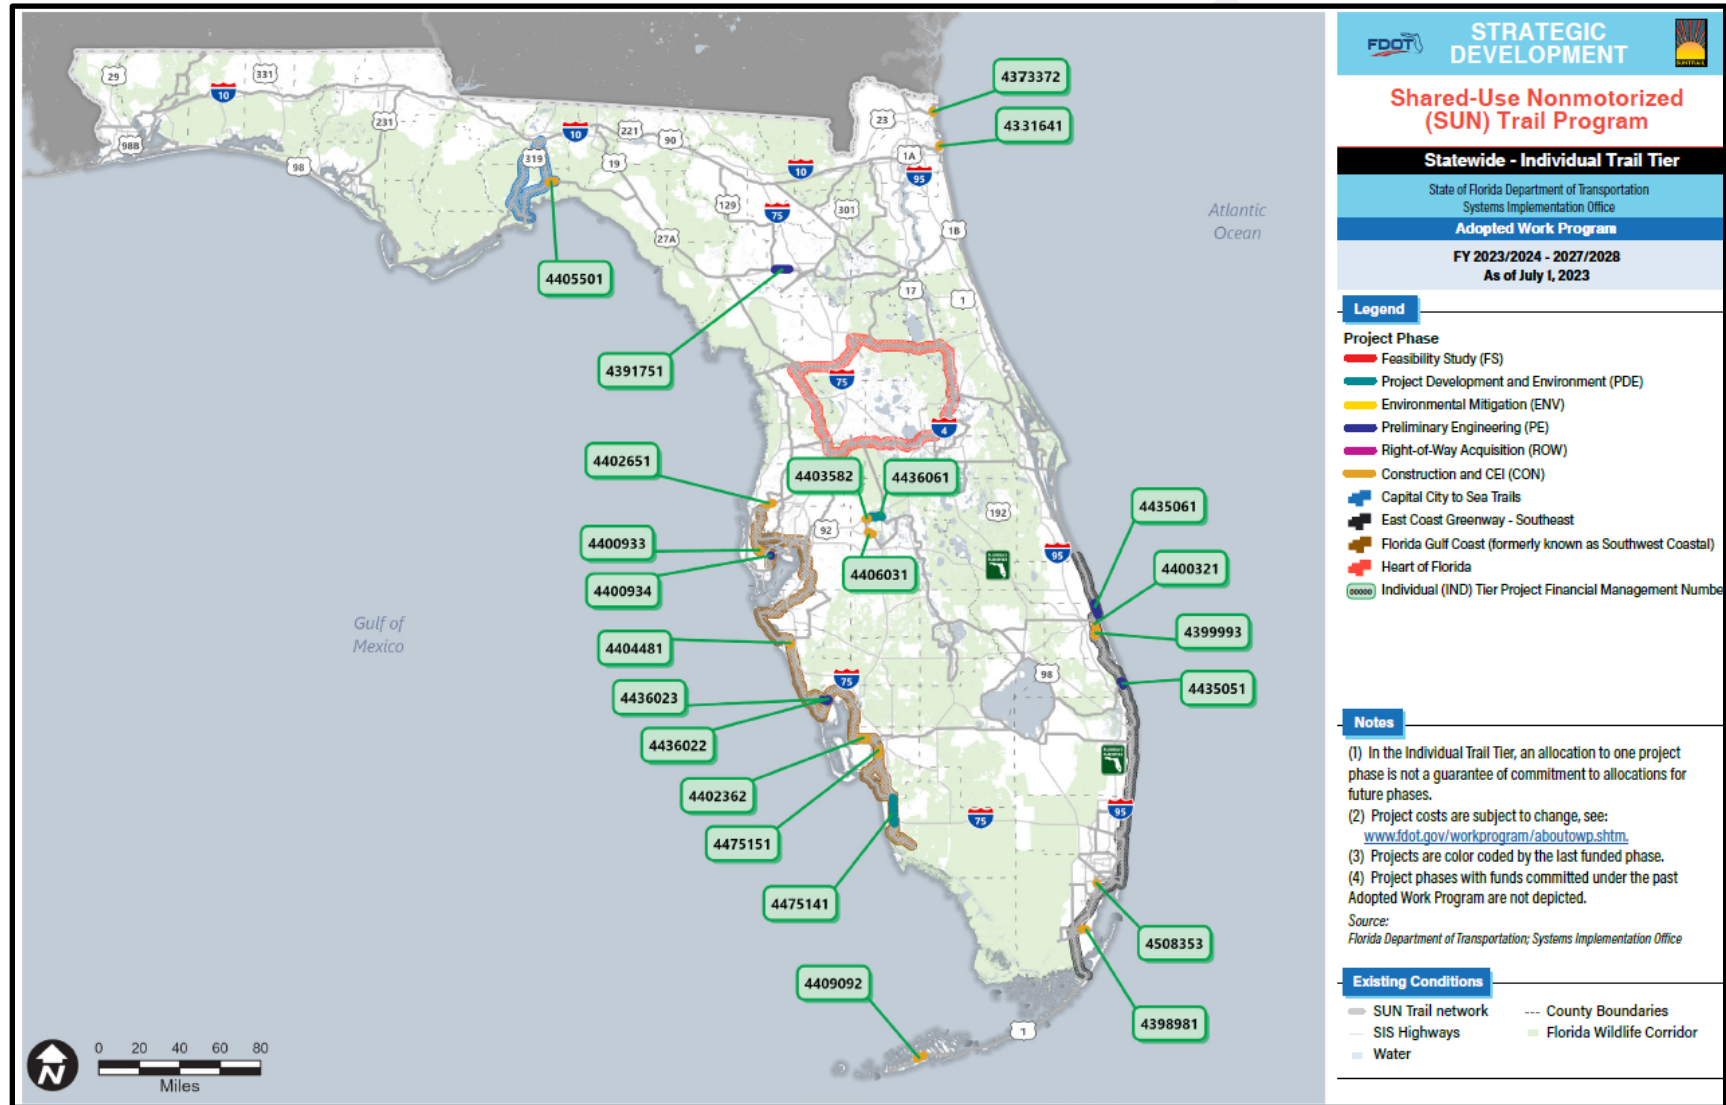 29
331
10
231
98B
98
10
319
221
90
19
23
1A
10
95
129
75
301
1B
27A
17
1
75
4
92
192
95
98
75
75
95
1
4373372
4331641
4405501
4391751
4402651
4403582
4436061
4406031
4400933
4400934
4435061
4400321
4399993
4435051
4404481
4436023
4436022
4402362
4475151
4475141
4508353
4409092
4398981
Atlantic
Ocean
Gulf of
Mexico
N
0 20 40 60 80
Miles
FDOT
STRATEGIC
DEVELOPMENT
SUNTRAIL
Shared-Use Nonmotorized
(SUN) Trail Program
Statewide - Individual Trail Tier
State of Florida Department of Transportation
Systems Implementation Office
Adopted Work Program
FY 2023/2024 - 2027/2028
As of July 1, 2023
Legend
Project Phase
Feasibility Study (FS)
Project Development and Environment (PDE)
Environmental Mitigation (ENV)
Preliminary Engineering (PE)
Right-of-Way Acquisition (ROW)
Construction and CEI (CON)
Capital City to Sea Trails
East Coast Greenway - Southeast
Florida Gulf Coast (formerly known as Southwest Coastal)
Heart of Florida
00000 Individual (IND) Tier Project Financial Management Numbe
Notes
(1) In the Individual Trail Tier, an allocation to one project
phase is not a guarantee of commitment to allocations for
future phases.
(2) Project costs are subject to change, see:
www.fdot.gov/workprogram/aboutowp.shtm.
(3) Projects are color coded by the last funded phase.
(4) Project phases with funds committed under the past
Adopted Work Program are not depicted.
Source:
Florida Department of Transportation; Systems Implementation Office
Existing Conditions
SUN Trail network
--- County Boundaries
SIS Highways
Florida Wildlife Corridor
Water